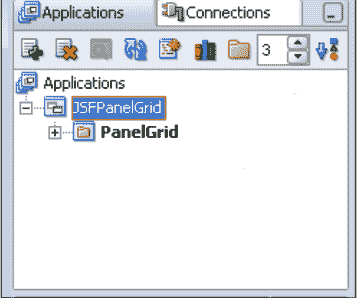 Applications Connections
3
Applications
JSFPanelGrid
PanelGrid